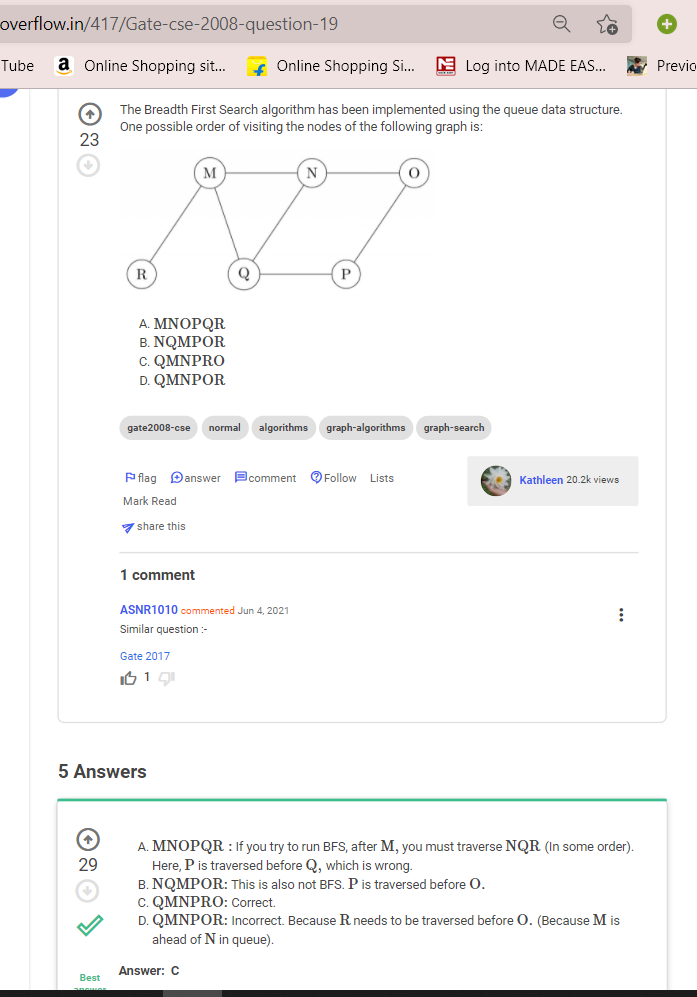 overflow.in/417/Gate-cse-2008-question-19
Tube
a Online Shopping sit...
Online Shopping Si...
Log into MADE EAS...
Previo
23
The Breadth First Search algorithm has been implemented using the queue data structure.
One possible order of visiting the nodes of the following graph is:
M N O
R Q P
A. MNOPQR
B. NQMPOR
C. QMNPRO
D. QMNPOR
gate2008-cse normal algorithms graph-algorithms graph-search
flag answer comment Follow Lists
Mark Read
share this
Kathleen 20.2k views
1 comment
ASNR1010 commented Jun 4, 2021
Similar question :-
Gate 2017
1
5 Answers
29
A. MNOPQR : If you try to run BFS, after M, you must traverse NQR (In some order).
Here, P is traversed before Q, which is wrong.
B. NQMPOR: This is also not BFS. P is traversed before O.
C. QMNPRO: Correct.
D. QMNPOR: Incorrect. Because R needs to be traversed before O. (Because M is
ahead of N in queue).
Answer: C
Best